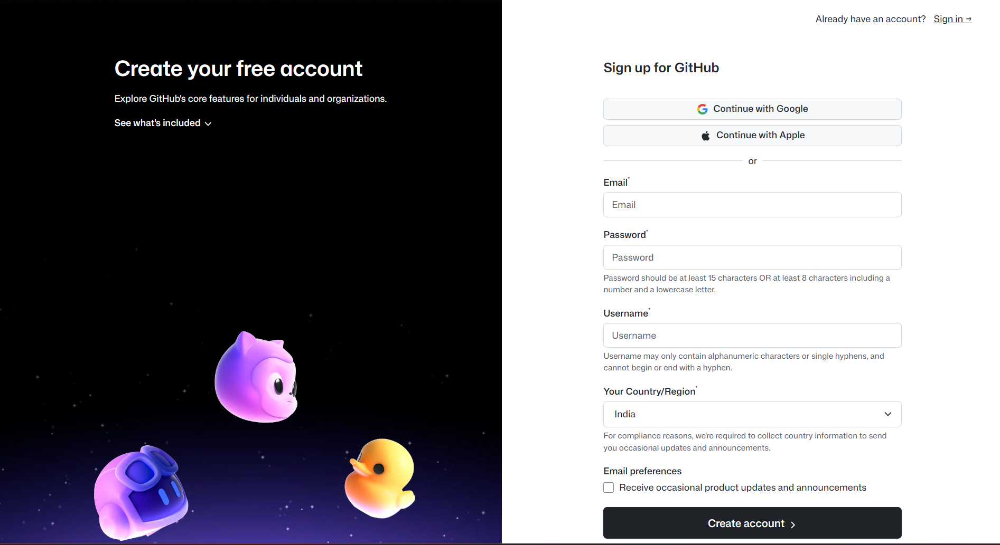 Already have an account? Sign in →
Create your free account
Explore GitHub's core features for individuals and organizations.
See what's included
Sign up for GitHub
Continue with Google
Continue with Apple
or
Email*
Email
Password*
Password
Password should be at least 15 characters OR at least 8 characters including a
number and a lowercase letter.
Username*
Username
Username may only contain alphanumeric characters or single hyphens, and
cannot begin or end with a hyphen.
Your Country/Region*
India
For compliance reasons, we're required to collect country information to send
you occasional updates and announcements.
Email preferences
Receive occasional product updates and announcements
Create account